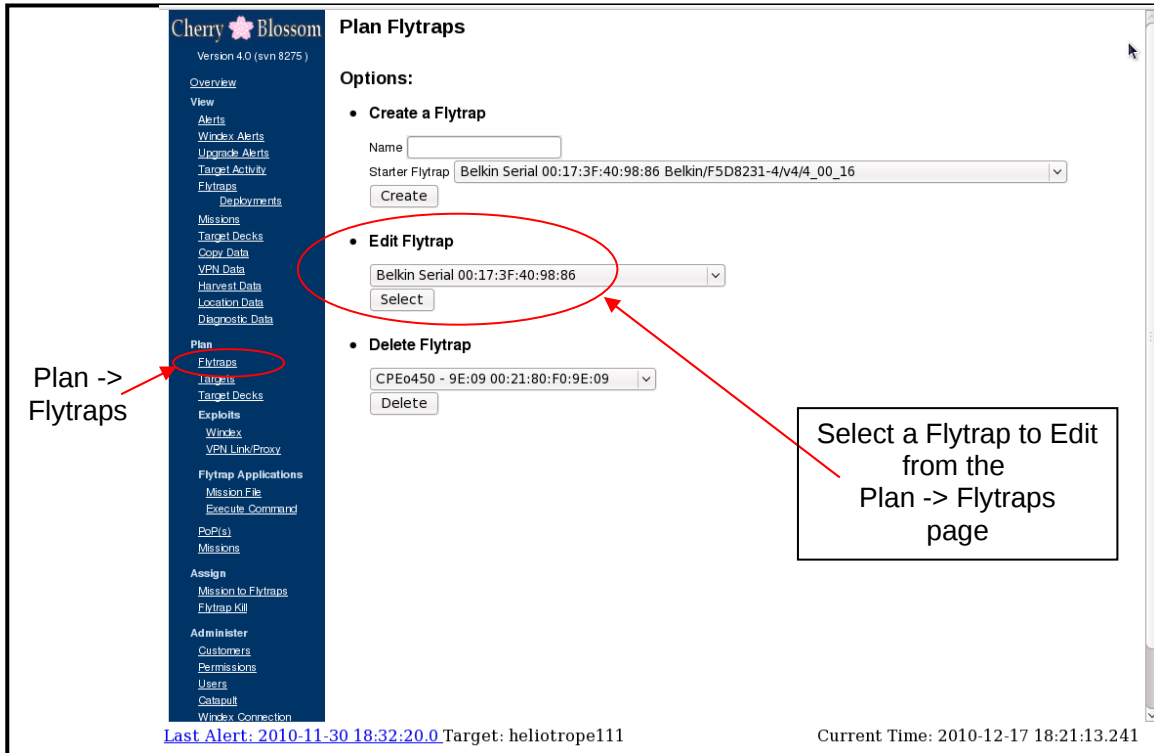 Cherry Blossom
Version 4.0 (svn 8275 )
Overview
View
Alerts
Windex Alerts
Upgrade Alerts
Target Activity
Flytraps
Deployments
Missions
Target Decks
Copy Data
VPN Data
Harvest Data
Location Data
Diagnostic Data
Plan
Flytraps
Targets
Target Decks
Exploits
Windex
VPN Link/Proxy
Flytrap Applications
Mission File
Execute Command
PoP(s)
Missions
Assign
Mission to Flytraps
Flytrap Kill
Administer
Customers
Permissions
Users
Catapult
Windex Connection
Plan ->
Flytraps
Plan Flytraps
Options:
• Create a Flytrap
Name
Starter Flytrap Belkin Serial 00:17:3F:40:98:86 Belkin/F5D8231-4/v4/4_00_16
Create
• Edit Flytrap
Belkin Serial 00:17:3F:40:98:86
Select
• Delete Flytrap
CPEo450 - 9E:09 00:21:80:F0:9E:09
Delete
Select a Flytrap to Edit
from the
Plan -> Flytraps
page
Last Alert: 2010-11-30 18:32:20.0 Target: heliotrope111
Current Time: 2010-12-17 18:21:13.241